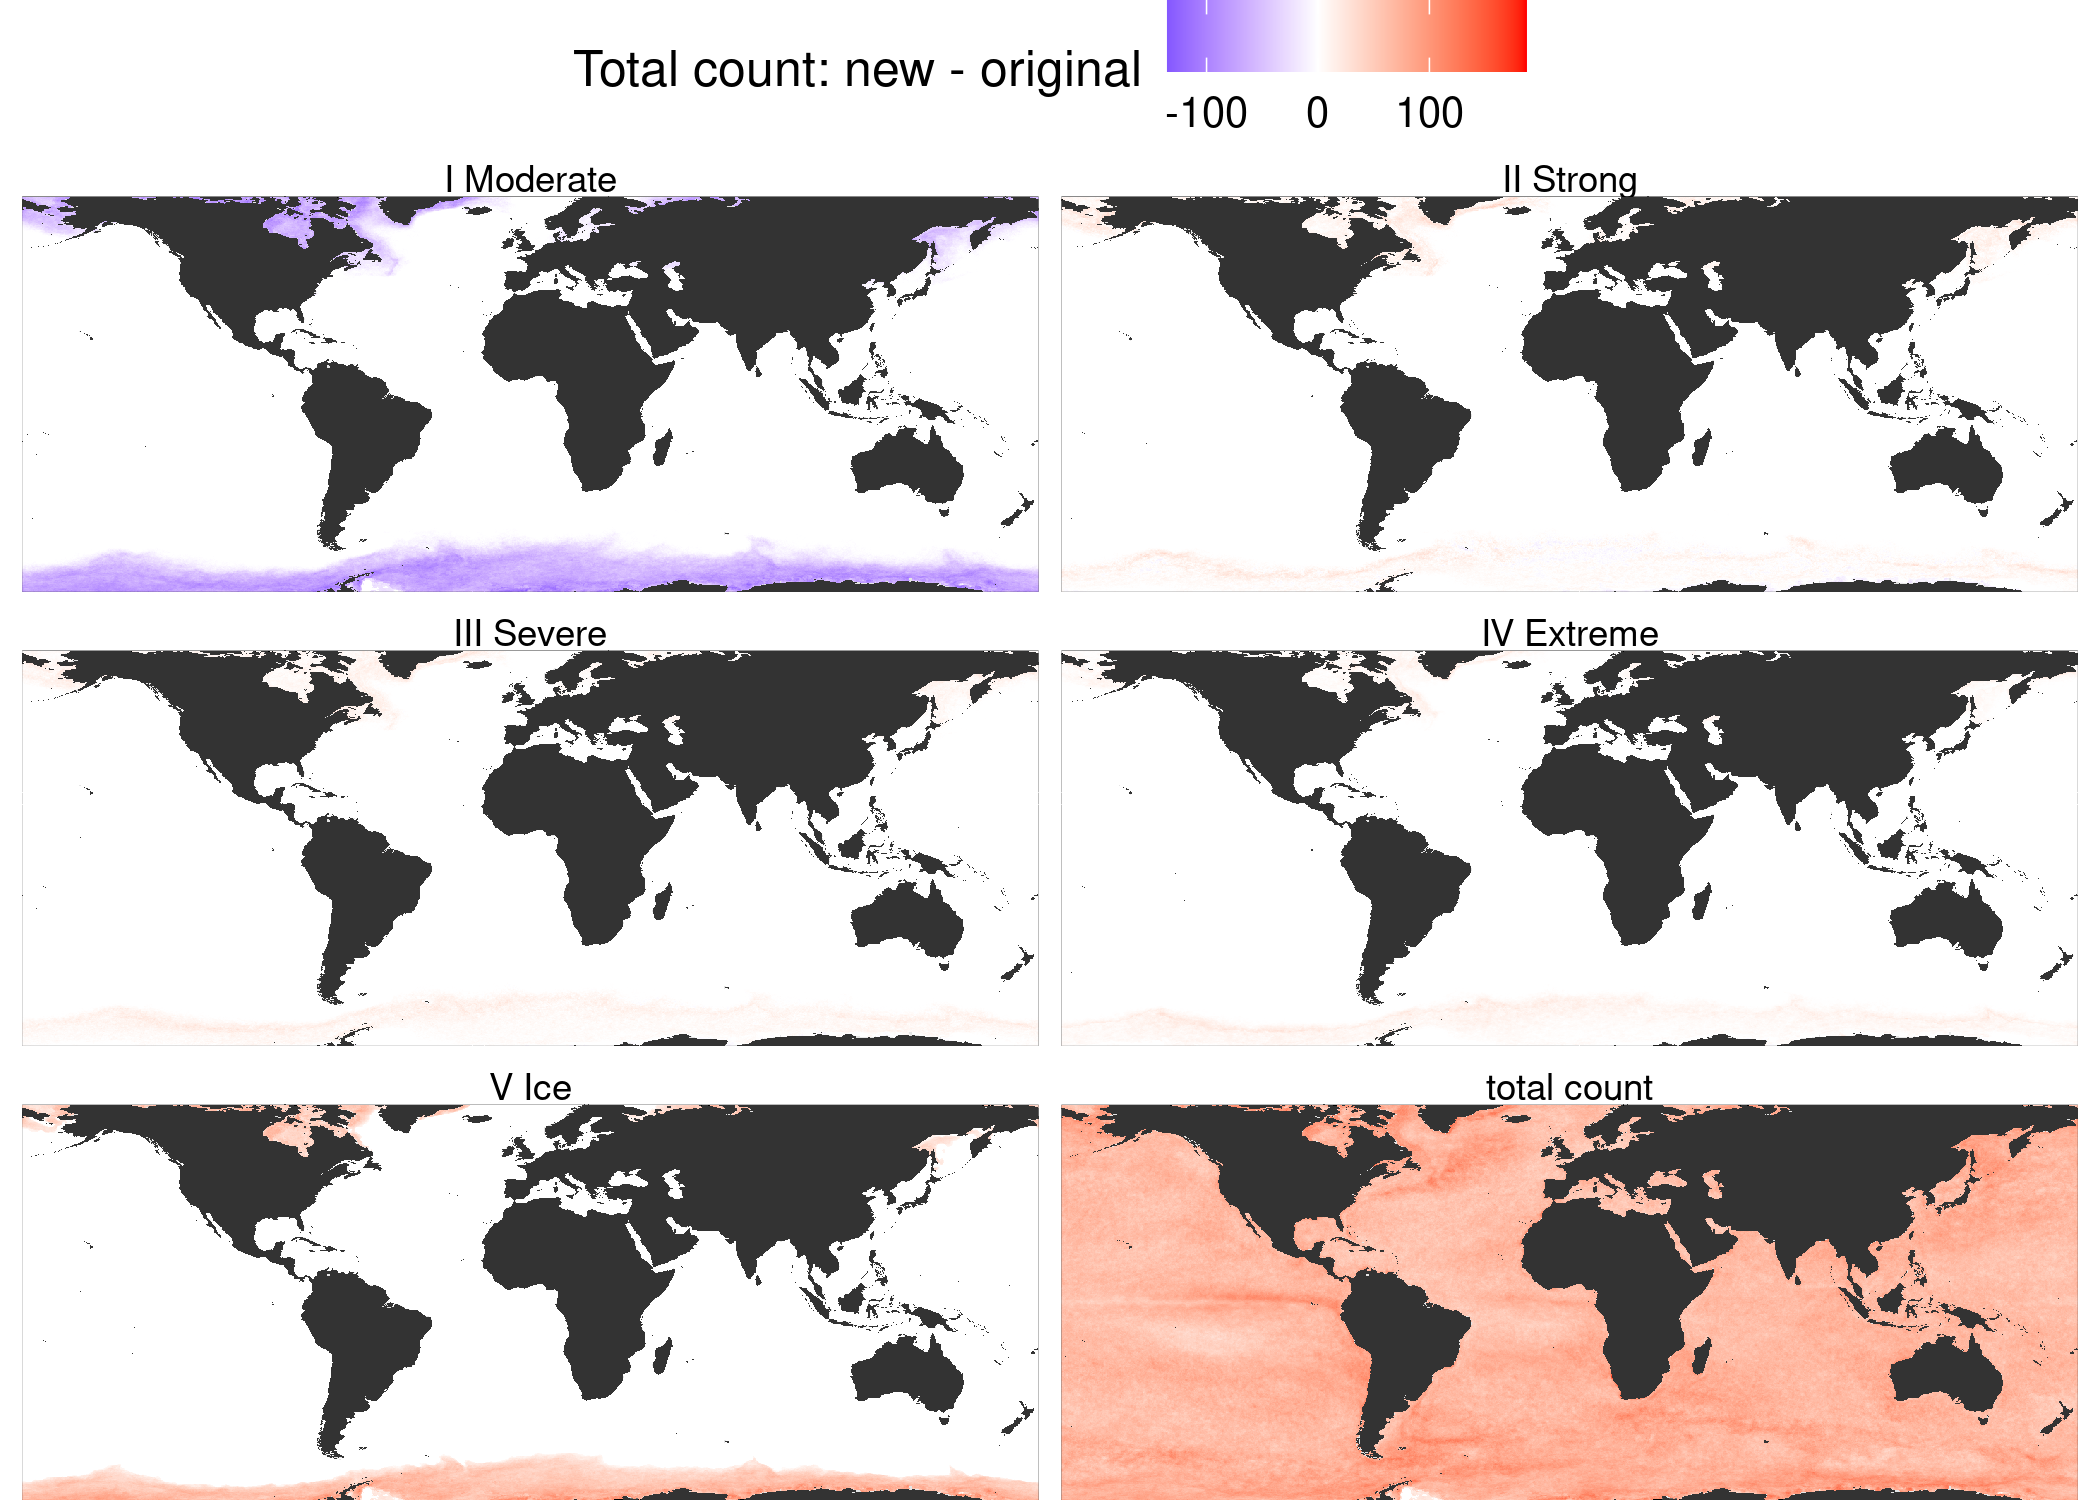 Total count: new - original
-100 0 100
I Moderate
II Strong
III Severe
IV Extreme
V Ice
total count